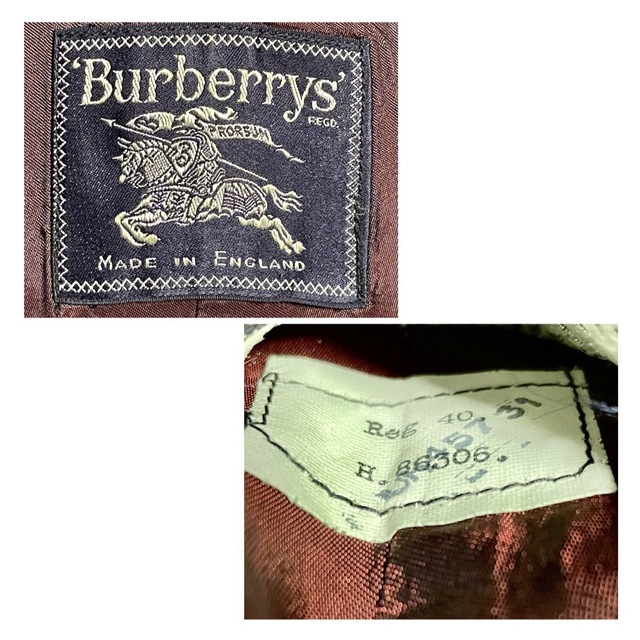 'Burberrys'
REGD.
PRORSUM
MADE IN ENGLAND
Reg 40.
H.86306.